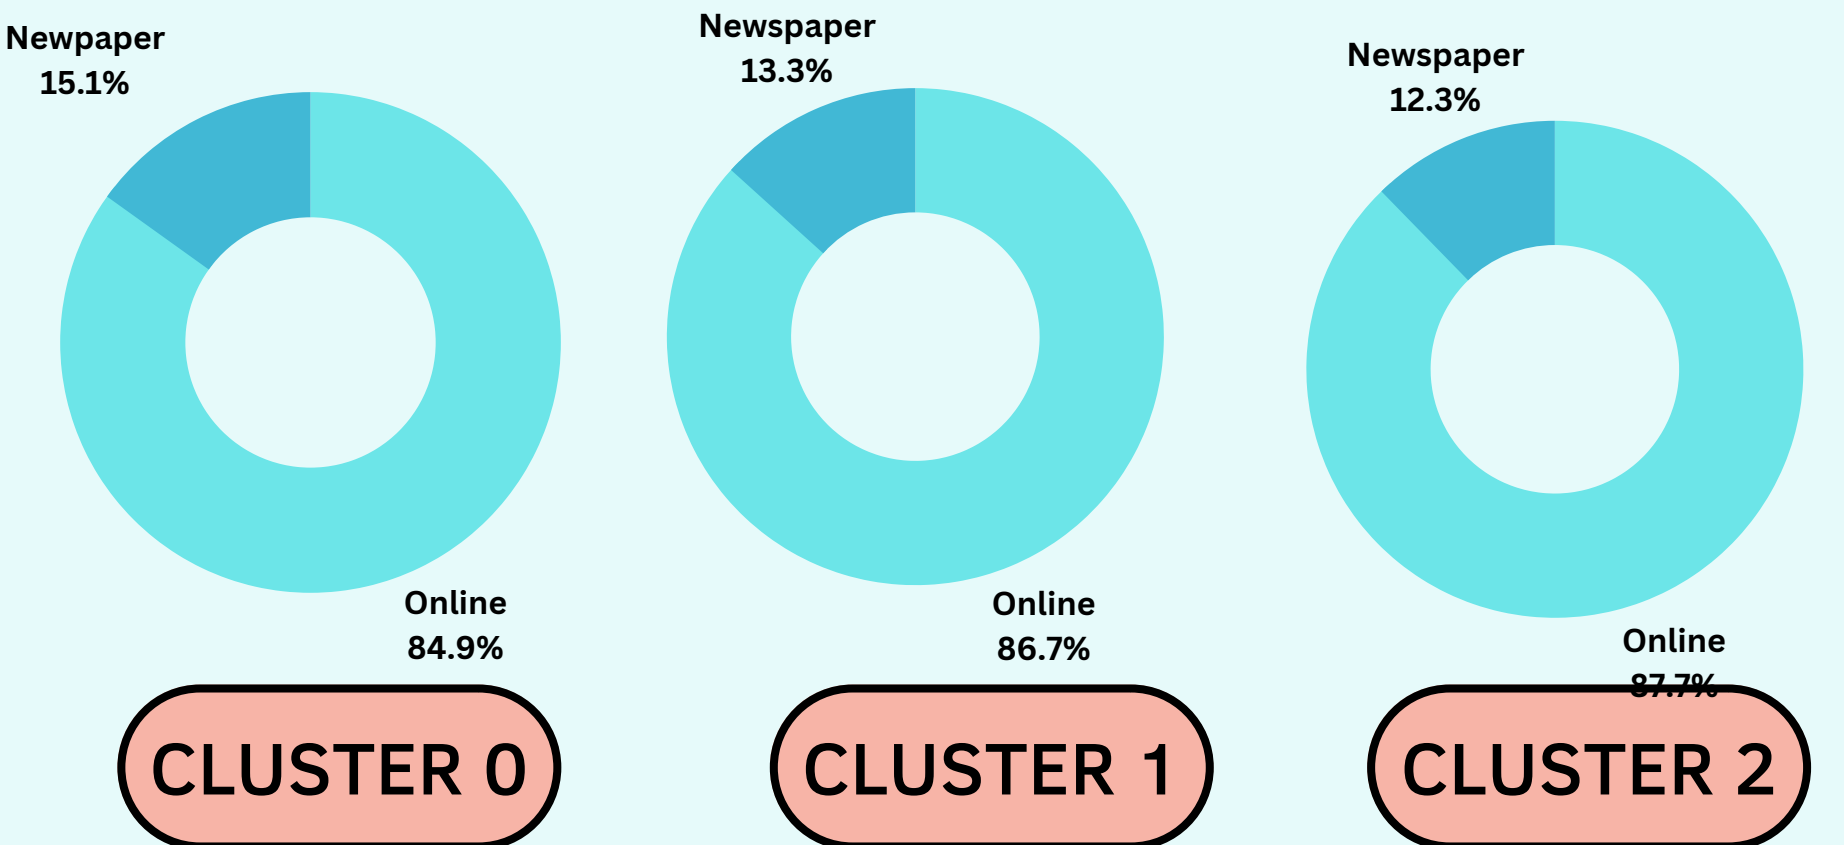 Newpaper
15.1%
Online
84.9%
CLUSTER 0
Newspaper
13.3%
Online
86.7%
CLUSTER 1
Newspaper
12.3%
Online
87.7%
CLUSTER 2